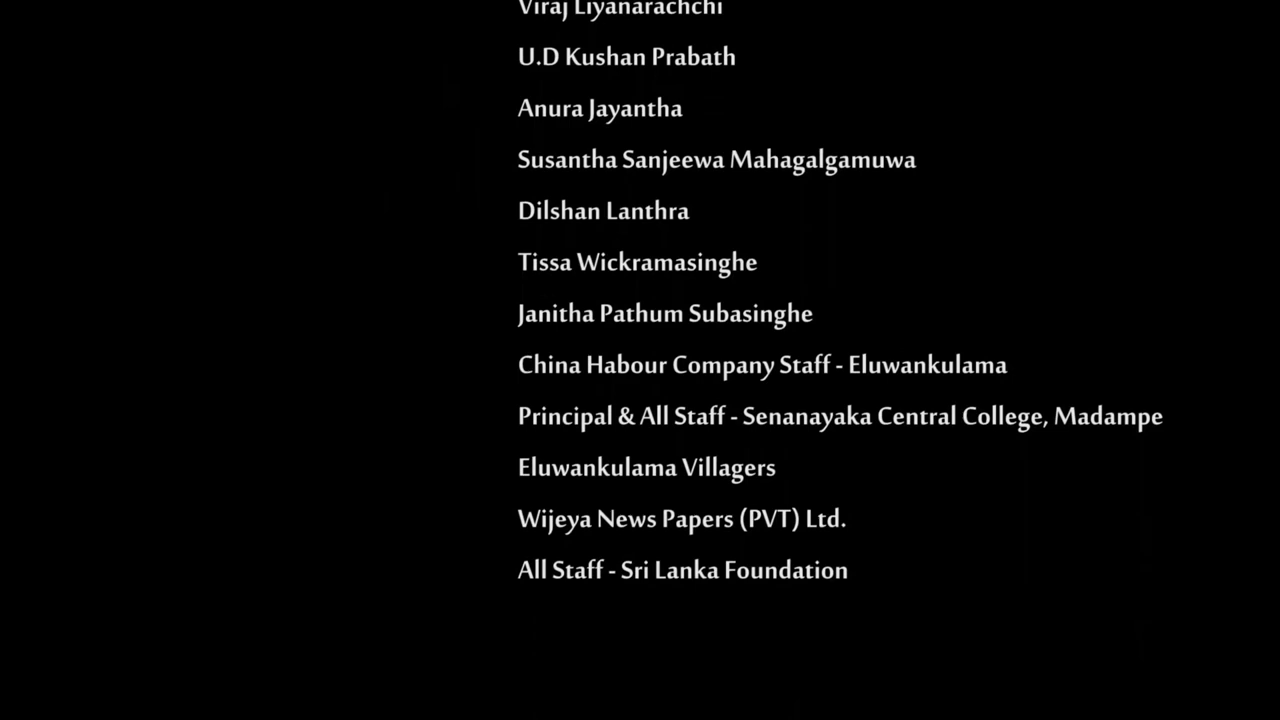 Viraj Liyanarachchi
U.D Kushan Prabath
Anura Jayantha
Susantha Sanjeewa Mahagalgamuwa
Dilshan Lanthra
Tissa Wickramasinghe
Janitha Pathum Subasinghe
China Habour Company Staff - Eluwankulama
Principal & All Staff - Senanayaka Central College, Madampe
Eluwankulama Villagers
Wijeya News Papers (PVT) Ltd.
All Staff - Sri Lanka Foundation